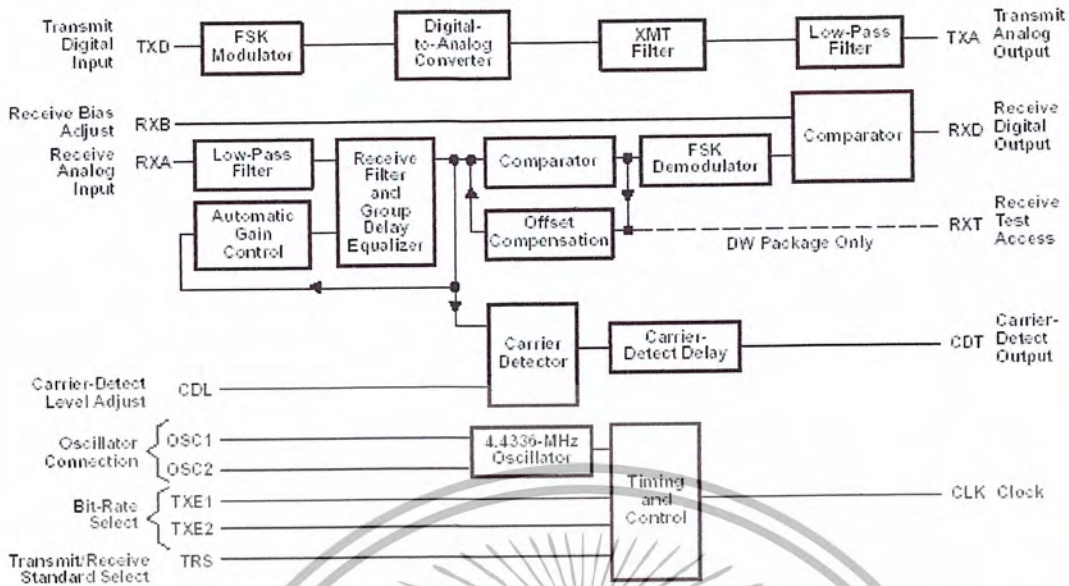 Transmit
Digital
Input
TXD
FSK
Modulator
Digital-
to-Analog
Converter
XMT
Filter
Low-Pass
Filter
TXA
Transmit
Analog
Output
Receive Bias
Adjust
RXB
Comparator
RXD
Receive
Digital
Output
Receive
Analog
Input
RXA
Low-Pass
Filter
Receive
Filter
and
Group
Delay
Equalizer
Comparator
FSK
Demodulator
Automatic
Gain
Control
Offset
Compensation
DW Package Only
RXT
Receive
Test
Access
Carrier
Detector
Carrier-
Detect Delay
CDT
Carrier-
Detect
Output
Carrier-Detect
Level Adjust
CDL
Oscillator
Connection
OSC1
OSC2
4.4336-MHz
Oscillator
Timing
and
Control
Bit-Rate
Select
TXE1
TXE2
CLK Clock
Transmit/Receive
Standard Select
TRS